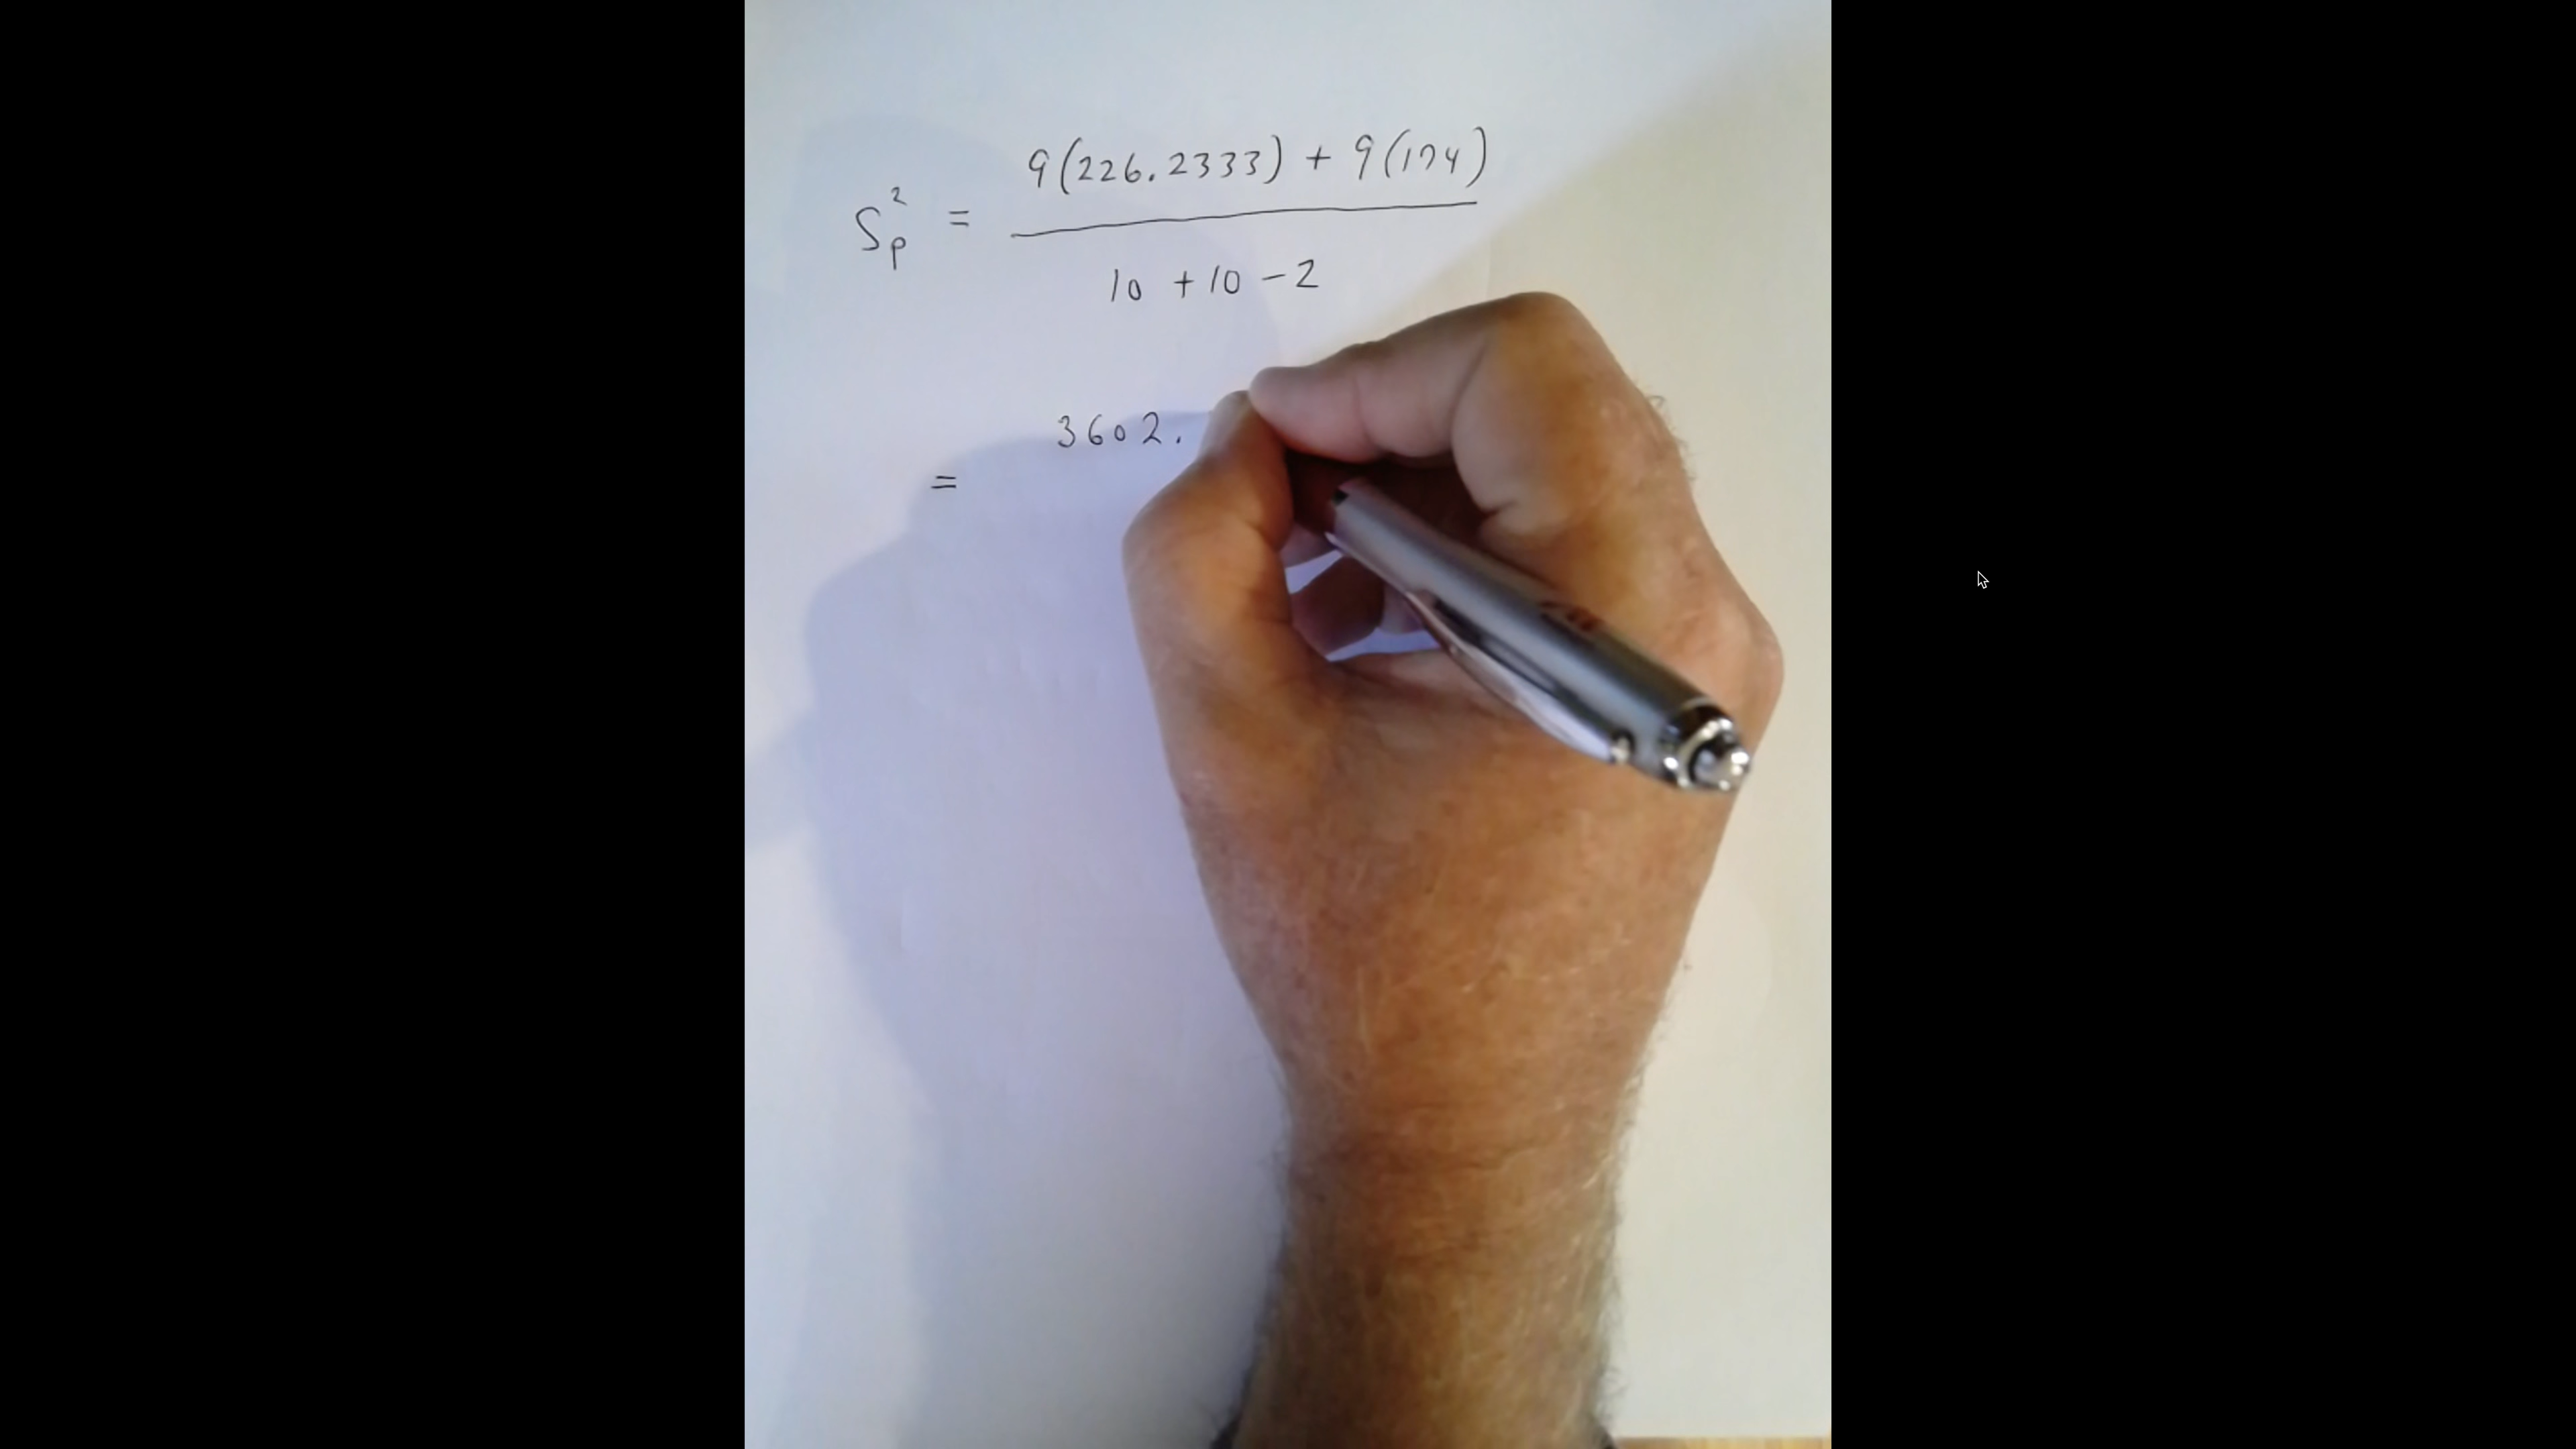 S_p^2 = 9(226.2333) + 9(174)
10 + 10 - 2
= 3602.